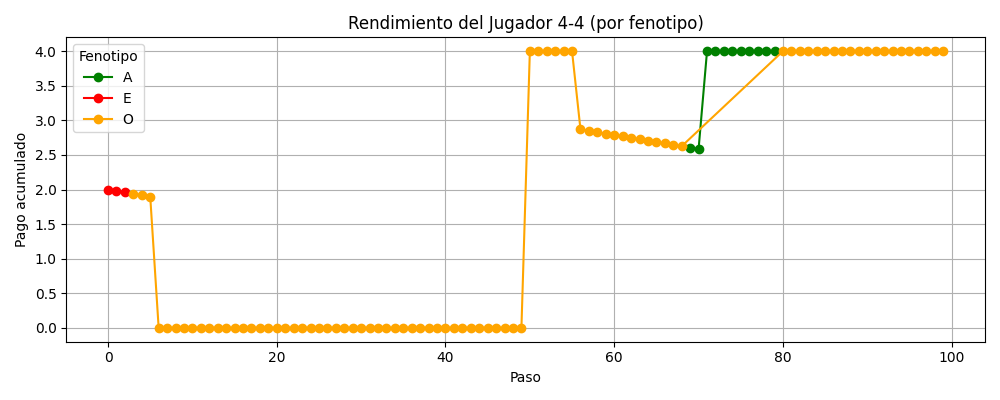 Rendimiento del Jugador 4-4 (por fenotipo)
Pago acumulado
4.0
3.5
3.0
2.5
2.0
1.5
1.0
0.5
0.0
Fenotipo
A
E
O
0 20 40 60 80 100
Paso